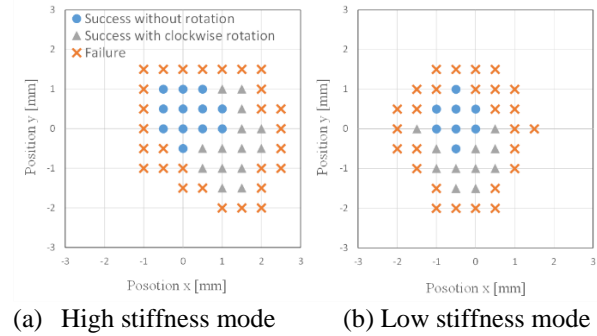 3
3
Success without rotation
Success with clockwise rotation
Failure
2
2
1
1
0
0
-1
-1
-2
-2
-3
-3
-3 -2 -1 0 1 2 3
-3 -2 -1 0 1 2 3
Position y [mm]
Position y [mm]
Posotion x [mm]
Posotion x [mm]
(a) High stiffness mode
(b) Low stiffness mode